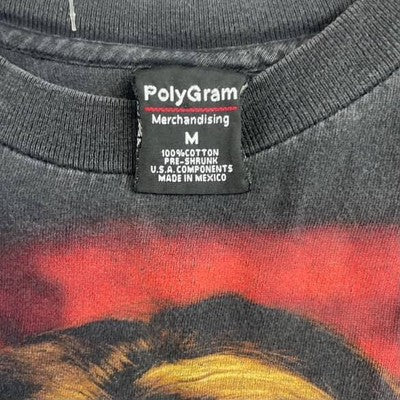 PolyGram
Merchandising
M
100%COTTON
PRE-SHRUNK
U.S.A. COMPONENTS
MADE IN MEXICO